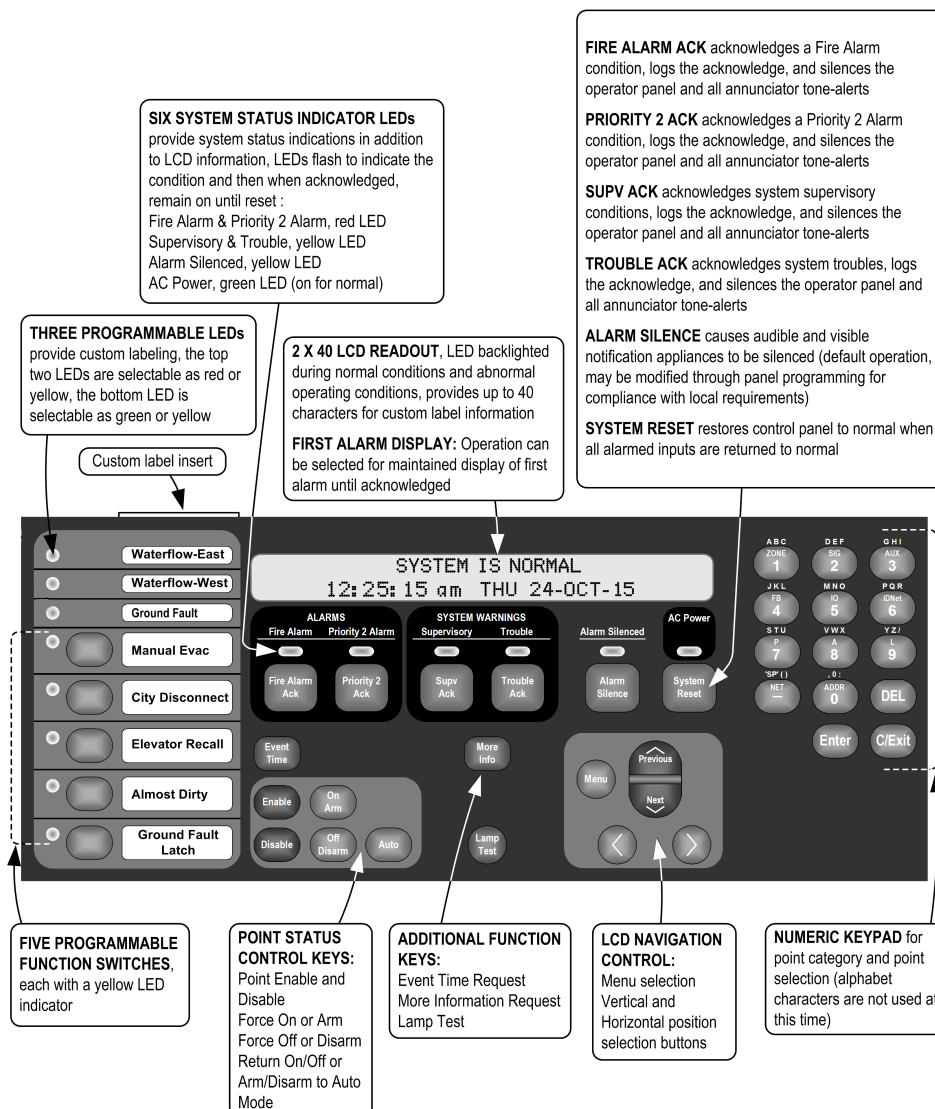 FIRE ALARM ACK acknowledges a Fire Alarm
condition, logs the acknowledge, and silences the
operator panel and all annunciator tone-alerts
PRIORITY 2 ACK acknowledges a Priority 2 Alarm
condition, logs the acknowledge, and silences the
operator panel and all annunciator tone-alerts
SUPV ACK acknowledges system supervisory
conditions, logs the acknowledge, and silences the
operator panel and all annunciator tone-alerts
TROUBLE ACK acknowledges system troubles, logs
the acknowledge, and silences the operator panel and
all annunciator tone-alerts
ALARM SILENCE causes audible and visible
notification appliances to be silenced (default operation,
may be modified through panel programming for
compliance with local requirements)
SYSTEM RESET restores control panel to normal when
all alarmed inputs are returned to normal
SIX SYSTEM STATUS INDICATOR LEDs
provide system status indications in addition
to LCD information, LEDs flash to indicate the
condition and then when acknowledged,
remain on until reset :
Fire Alarm & Priority 2 Alarm, red LED
Supervisory & Trouble, yellow LED
Alarm Silenced, yellow LED
AC Power, green LED (on for normal)
THREE PROGRAMMABLE LEDs
provide custom labeling, the top
two LEDs are selectable as red or
yellow, the bottom LED is
selectable as green or yellow
2 X 40 LCD READOUT, LED backlighted
during normal conditions and abnormal
operating conditions, provides up to 40
characters for custom label information
FIRST ALARM DISPLAY: Operation can
be selected for maintained display of first
alarm until acknowledged
Custom label insert
Waterflow-East
Waterflow-West
Ground Fault
Manual Evac
City Disconnect
Elevator Recall
Almost Dirty
Ground Fault
Latch
SYSTEM IS NORMAL
12:25:15 am THU 24-OCT-15
ALARMS
Fire Alarm Priority 2 Alarm
SYSTEM WARNINGS
Supervisory Trouble
Alarm Silenced
AC Power
Fire Alarm
Ack
Priority 2
Ack
Supv
Ack
Trouble
Ack
Alarm
Silence
System
Reset
Event
Time
More
Info
Enable
On
Arm
Disable
Off
Disarm
Auto
Lamp
Test
Menu
Previous
Next
A B C D E F G H I
ZONE SIG AUX
1 2 3
J K L M N O P Q R
FB IO IDNet
4 5 6
S T U V W X Y Z /
P A L
7 8 9
'SP' ( ) , 0 :
NET ADDR
– 0 DEL
Enter C/Exit
FIVE PROGRAMMABLE
FUNCTION SWITCHES,
each with a yellow LED
indicator
POINT STATUS
CONTROL KEYS:
Point Enable and
Disable
Force On or Arm
Force Off or Disarm
Return On/Off or
Arm/Disarm to Auto
Mode
ADDITIONAL FUNCTION
KEYS:
Event Time Request
More Information Request
Lamp Test
LCD NAVIGATION
CONTROL:
Menu selection
Vertical and
Horizontal position
selection buttons
NUMERIC KEYPAD for
point category and point
selection (alphabet
characters are not used at
this time)